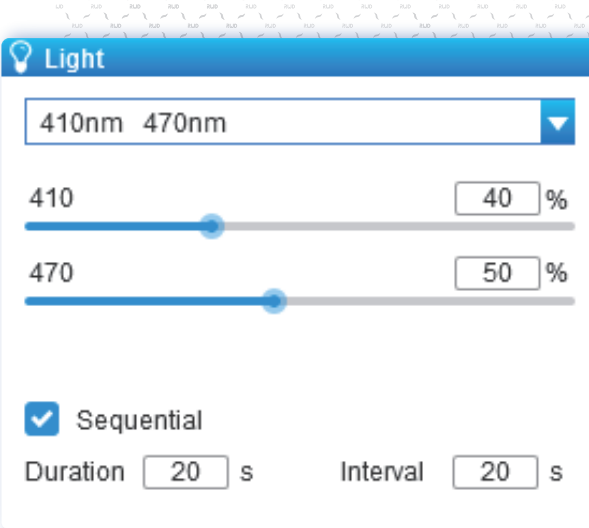 Light
410nm 470nm
410 40 %
470 50 %
Sequential
Duration 20 s Interval 20 s